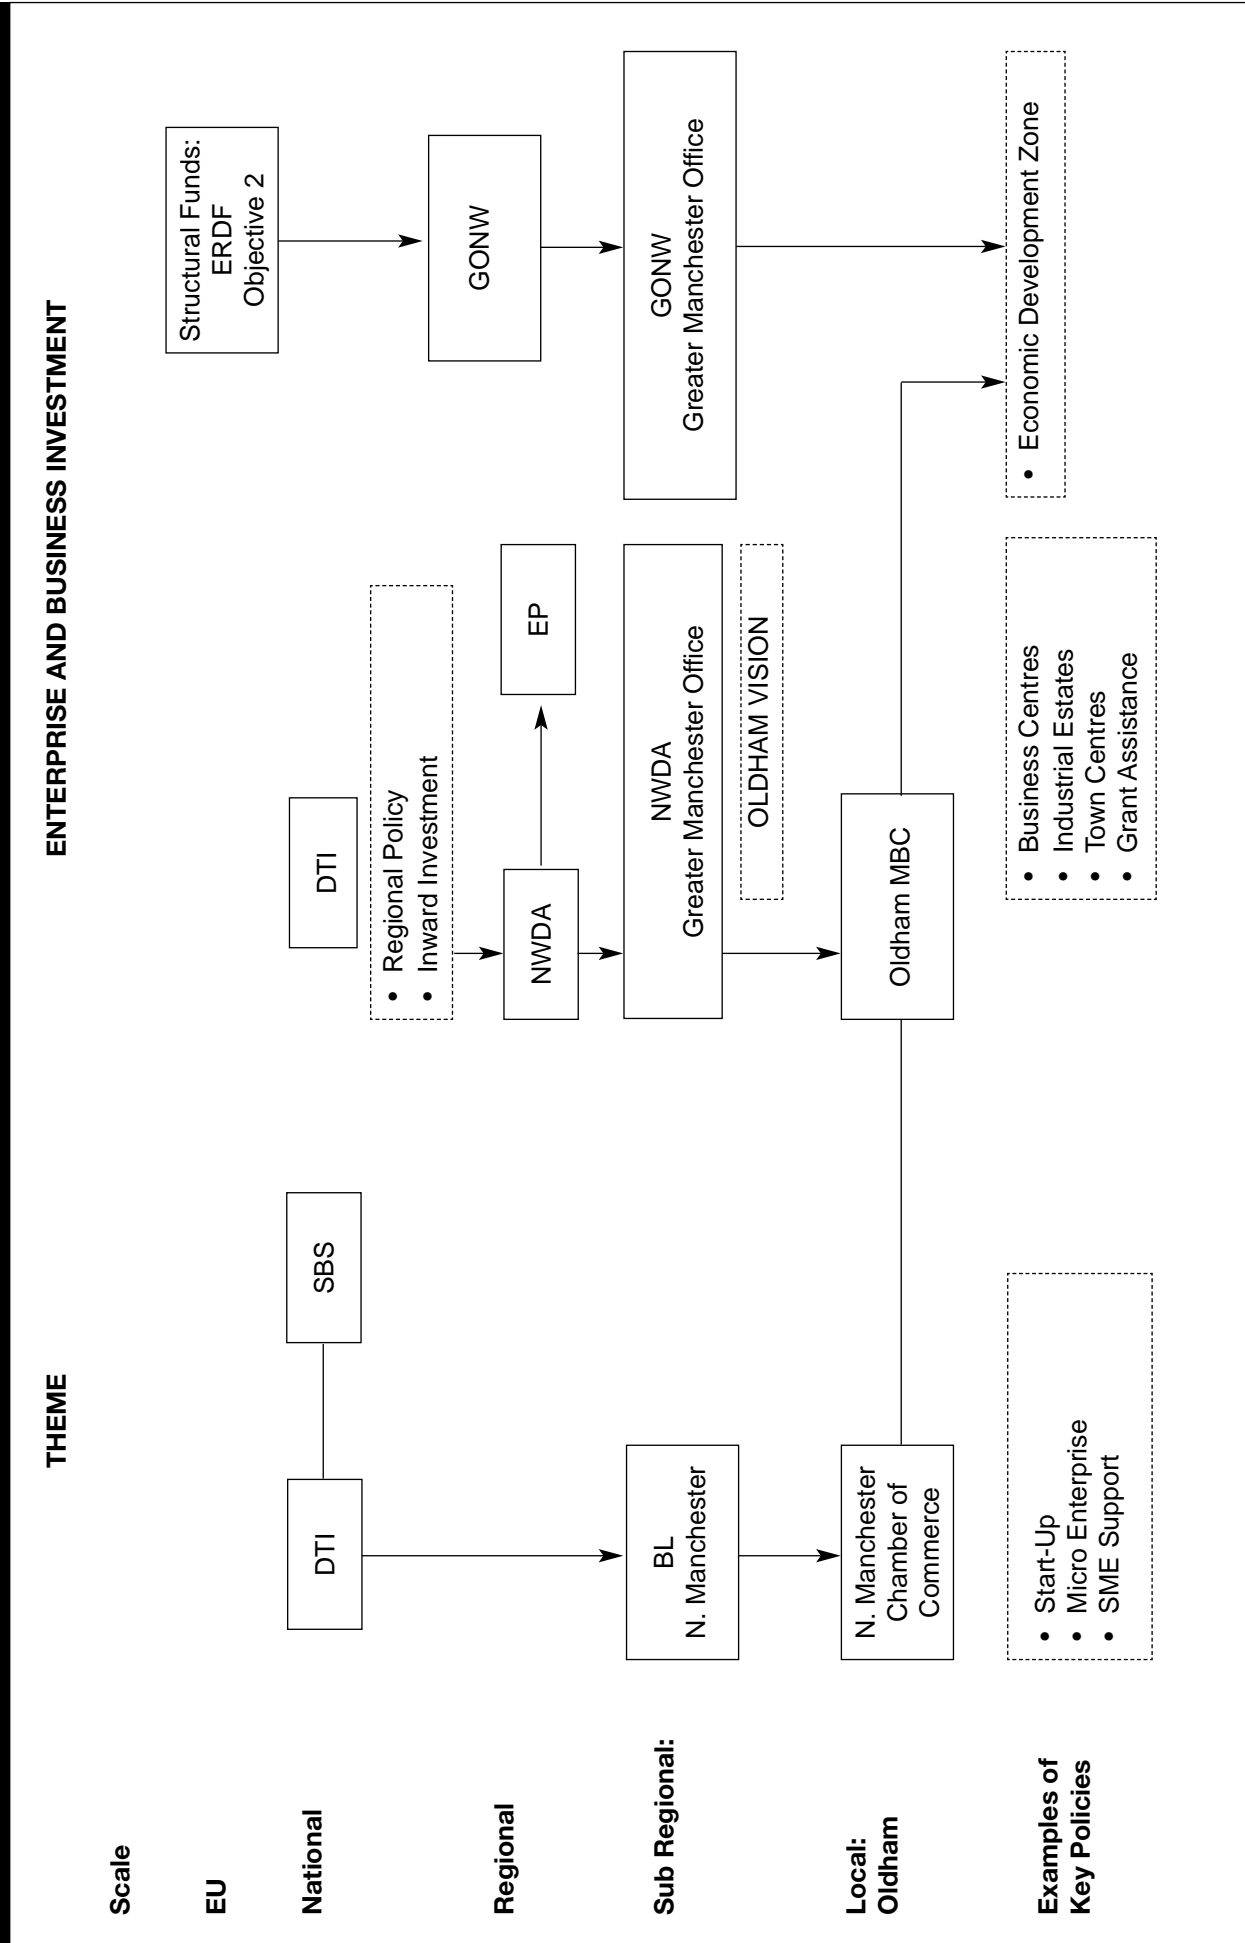 THEME
ENTERPRISE AND BUSINESS INVESTMENT
Scale
EU
Structural Funds:
ERDF
Objective 2
National
DTI
SBS
DTI
• Regional Policy
• Inward Investment
GONW
Regional
NWDA
EP
Sub Regional:
BL
N. Manchester
NWDA
Greater Manchester Office
OLDHAM VISION
GONW
Greater Manchester Office
Local:
Oldham
N. Manchester
Chamber of
Commerce
Oldham MBC
Examples of
Key Policies
• Start-Up
• Micro Enterprise
• SME Support
• Business Centres
• Industrial Estates
• Town Centres
• Grant Assistance
• Economic Development Zone